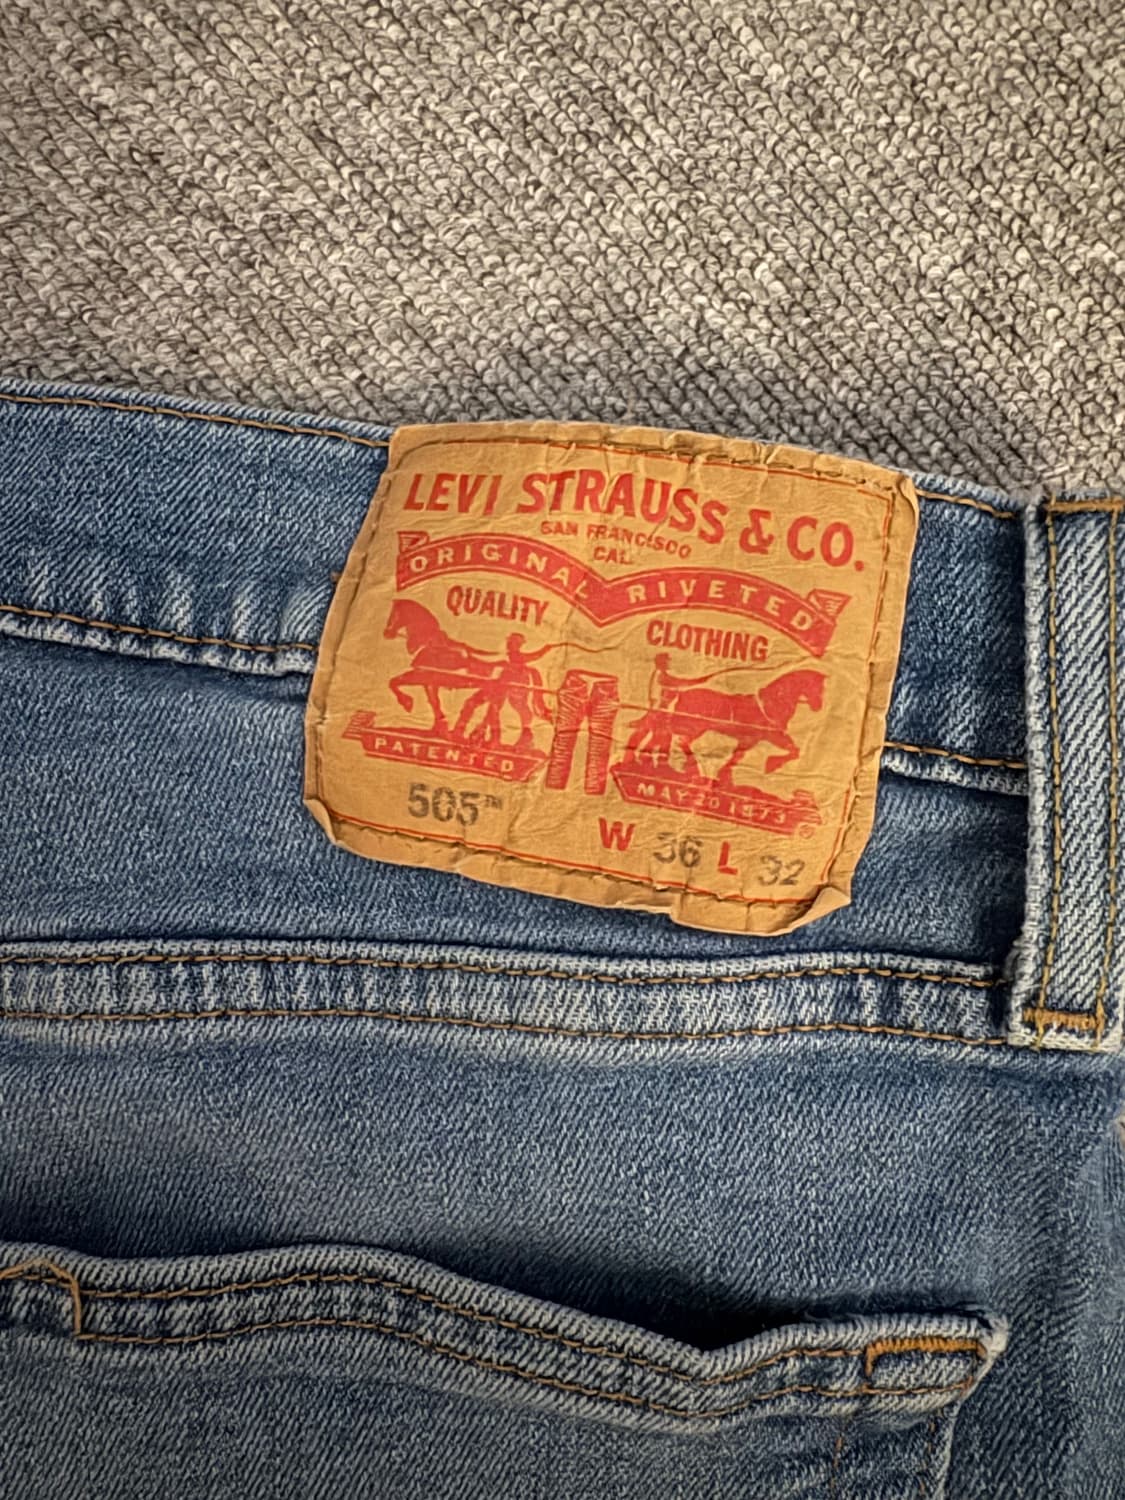 LEVI STRAUSS & CO.
SAN FRANCISCO
CAL.
ORIGINAL RIVETED
QUALITY CLOTHING
PATENTED MAY 20 1873 ®
505™ W 36 L 32